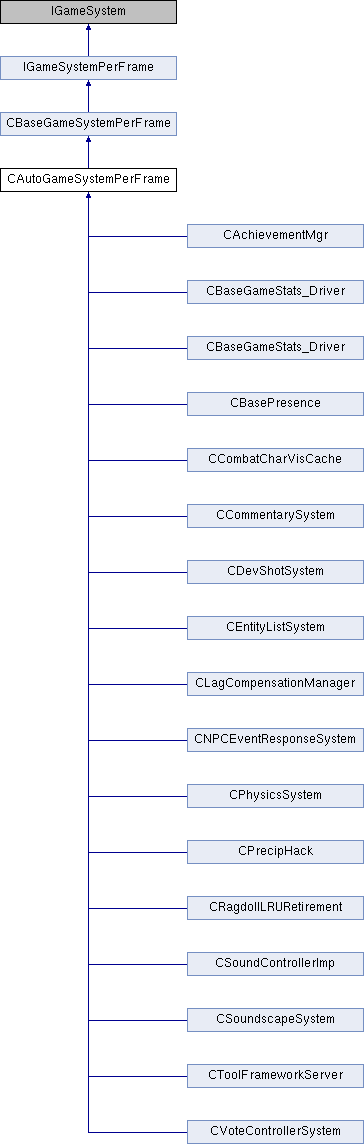 IGameSystem
IGameSystemPerFrame
CBaseGameSystemPerFrame
CAutoGameSystemPerFrame
CAchievementMgr
CBaseGameStats_Driver
CBaseGameStats_Driver
CBasePresence
CCombatCharVisCache
CCommentarySystem
CDevShotSystem
CEntityListSystem
CLagCompensationManager
CNPCEventResponseSystem
CPhysicsSystem
CPrecipHack
CRagdollLRURetirement
CSoundControllerImp
CSoundscapeSystem
CToolFrameworkServer
CVoteControllerSystem